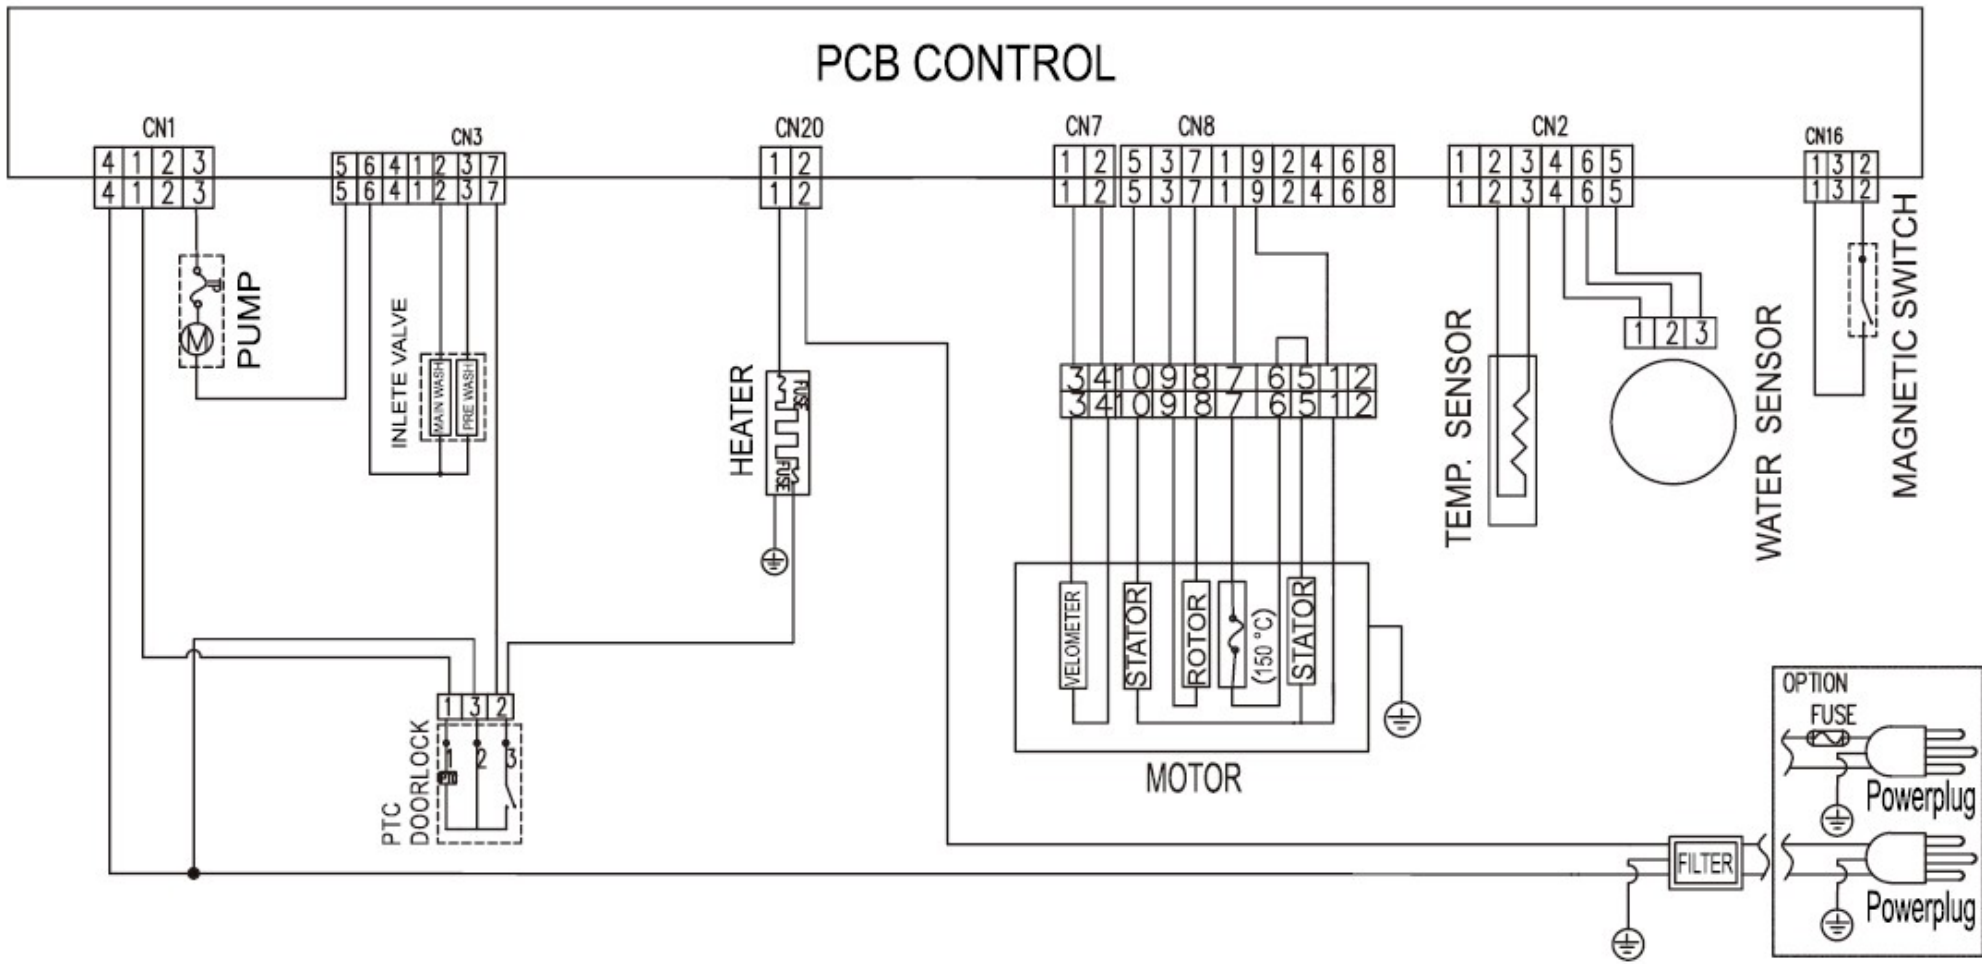 PCB CONTROL
CN1
CN3
CN20
CN7
CN8
CN2
CN16
4 1 2 3
4 1 2 3
5 6 4 1 2 3 7
5 6 4 1 2 3 7
1 2
1 2
1 2
1 2
5 3 7 1 9 2 4 6 8
5 3 7 1 9 2 4 6 8
1 2 3 4 6 5
1 2 3 4 6 5
1 3 2
1 3 2
M
PUMP
INLETE VALVE
MAIN WASH
PRE WASH
HEATER
FUSE
FUSE
3 4 10 9 8 7 6 5 1 2
3 4 10 9 8 7 6 5 1 2
TEMP. SENSOR
1 2 3
WATER SENSOR
MAGNETIC SWITCH
VELOMETER
STATOR
ROTOR
(150 °C)
STATOR
MOTOR
1 3 2
1 2 3
PTC
DOORLOCK
FILTER
OPTION
FUSE
Powerplug
Powerplug